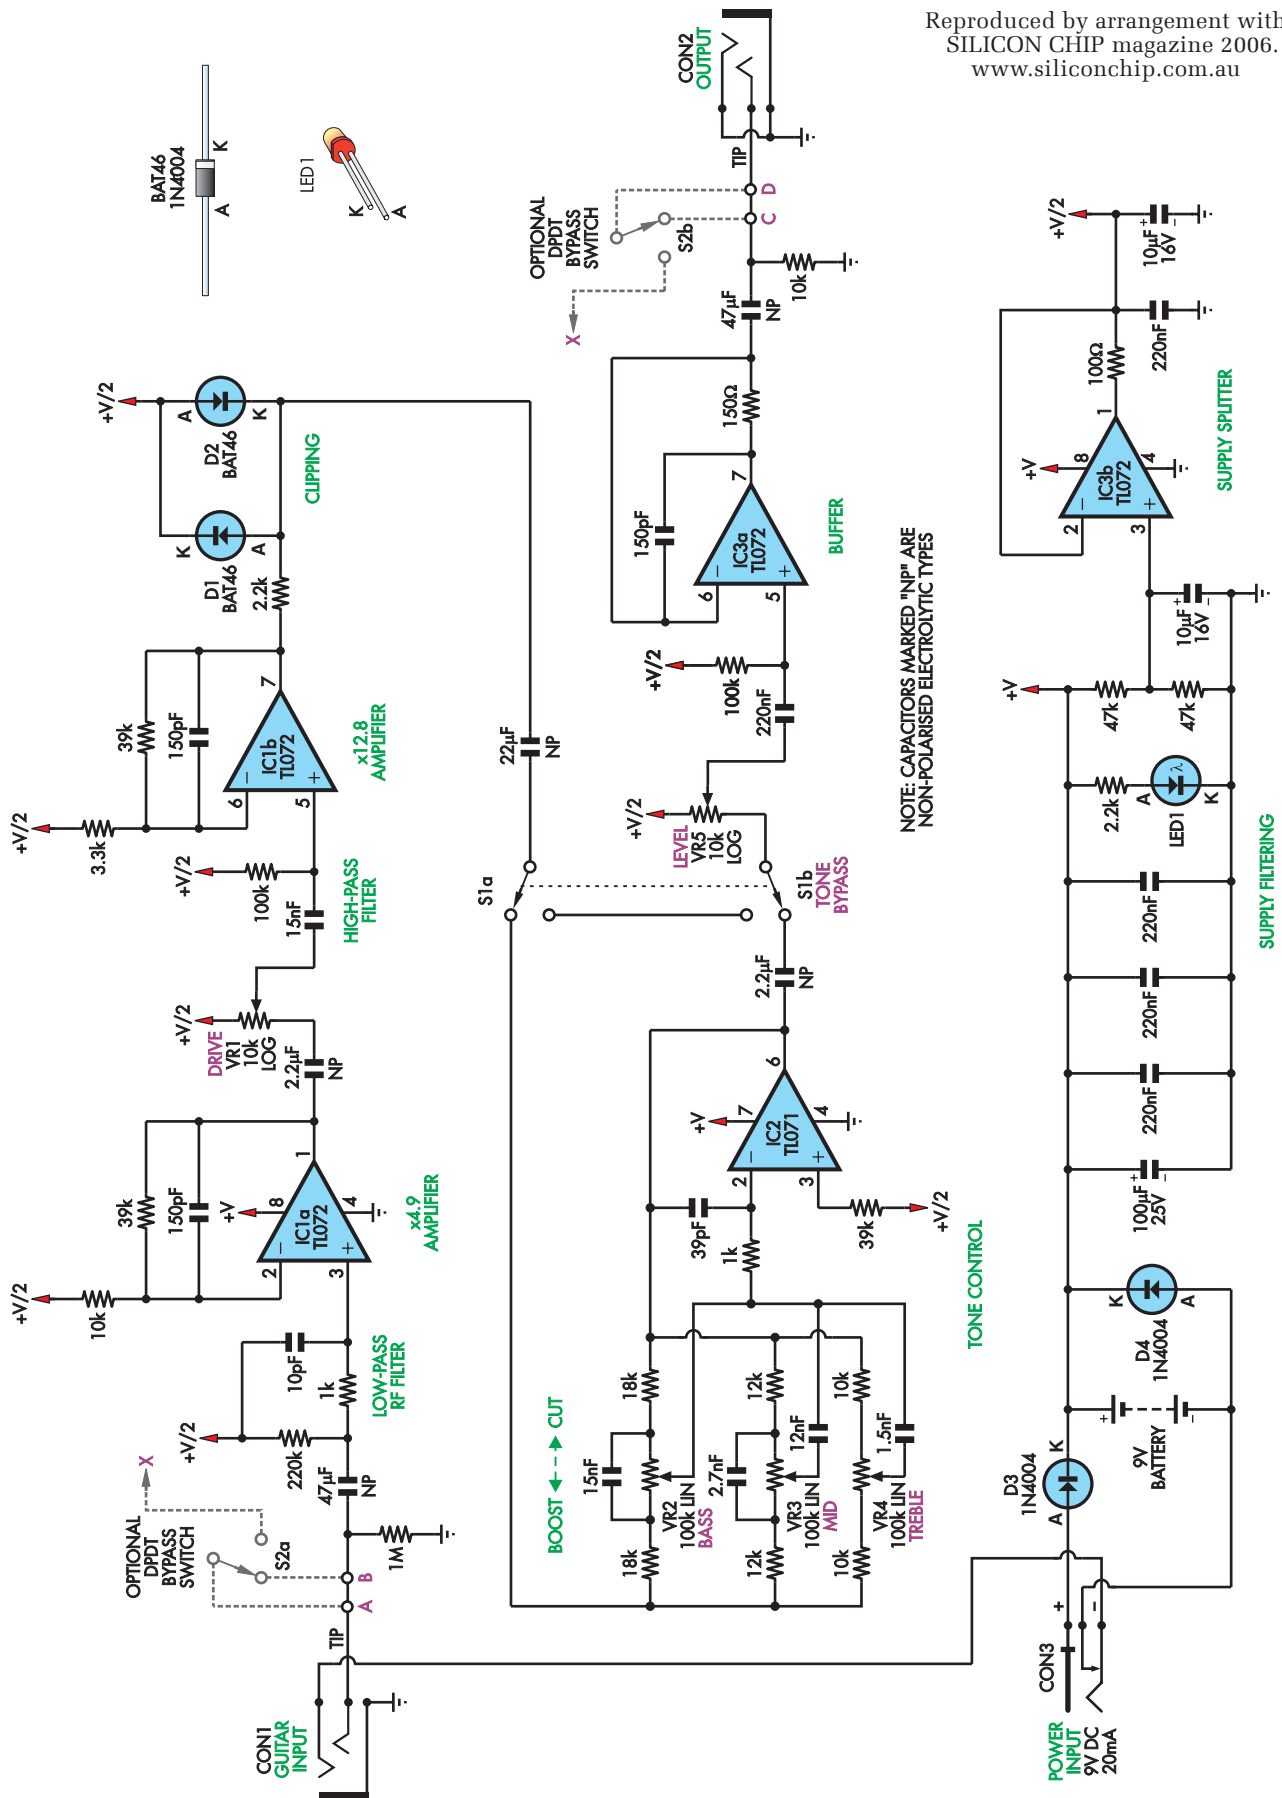 Reproduced by arrangement with
SILICON CHIP magazine 2006.
www.siliconchip.com.au
BAT46
1N4004
A
K
LED1
K
A
CON1
GUITAR
INPUT
TIP
A
B
OPTIONAL
DPDT
BYPASS
SWITCH
S2a
X
1M
47µF
NP
220k
+V/2
1k
10pF
LOW-PASS
RF FILTER
+V/2
10k
39k
150pF
2
3
IC1a
TL072
8
4
1
+V
x4.9
AMPLIFIER
2.2µF
NP
DRIVE
VR1
10k
LOG
+V/2
15nF
100k
+V/2
HIGH-PASS
FILTER
+V/2
3.3k
39k
150pF
6
5
IC1b
TL072
7
x12.8
AMPLIFIER
2.2k
D1
BAT46
K
A
D2
BAT46
A
K
+V/2
CLIPPING
22µF
NP
S1a
S1b
TONE
BYPASS
BOOST
CUT
18k
15nF
VR2
100k LIN
BASS
18k
12k
2.7nF
VR3
100k LIN
MID
12k
12nF
10k
VR4
100k LIN
TREBLE
10k
1.5nF
1k
39pF
2
3
IC2
TL071
7
4
6
+V
39k
+V/2
TONE CONTROL
2.2µF
NP
LEVEL
VR5
10k
LOG
+V/2
220nF
100k
+V/2
6
5
IC3a
TL072
7
150pF
150Ω
BUFFER
47µF
NP
10k
OPTIONAL
DPDT
BYPASS
SWITCH
S2b
X
C
D
TIP
CON2
OUTPUT
NOTE: CAPACITORS MARKED "NP" ARE
NON-POLARISED ELECTROLYTIC TYPES
POWER
INPUT
9V DC
20mA
CON3
+
–
D3
1N4004
A
K
9V
BATTERY
+
–
D4
1N4004
K
A
100µF
25V
+
–
220nF
220nF
220nF
2.2k
A
λ
K
LED1
+V
47k
47k
10µF
16V
+
–
SUPPLY FILTERING
2
3
IC3b
TL072
8
4
1
+V
100Ω
220nF
+V/2
10µF
16V
+
–
SUPPLY SPLITTER